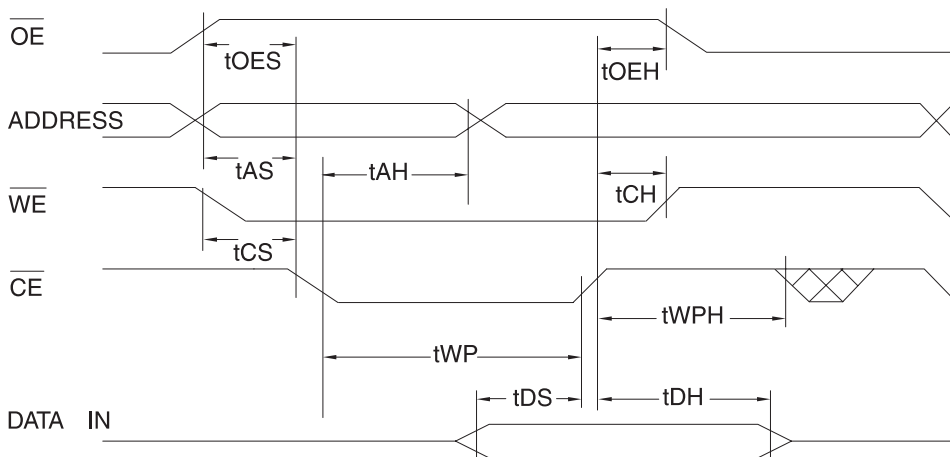 OE
tOES
tOEH
ADDRESS
tAS
tAH
WE
tCH
tCS
CE
tWPH
tWP
tDS
tDH
DATA IN